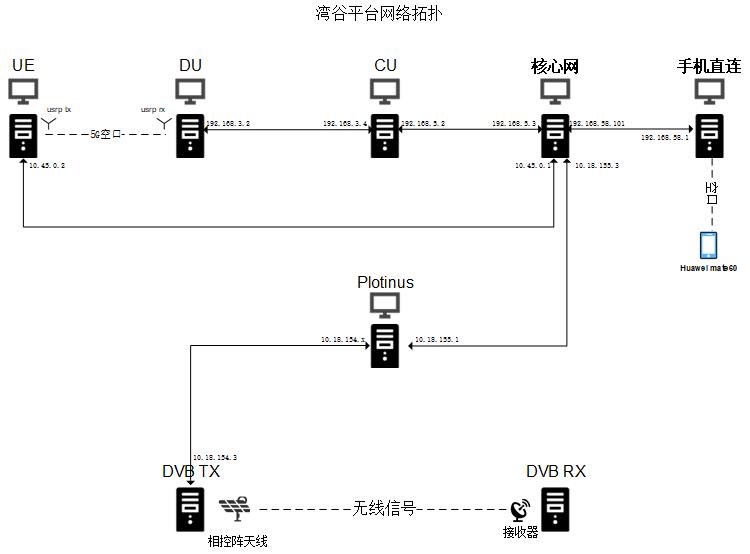 湾谷平台网络拓扑
UE
DU
CU
核心网
手机直连
usrp tx
usrp rx
5g空口
192.168.3.2
192.168.3.4
192.168.5.2
192.168.5.3
192.168.58.101
192.168.58.1
10.45.0.2
10.45.0.1
10.18.155.3
空口
Huawei mate60
Plotinus
10.18.154.x
10.18.155.1
10.18.154.3
DVB TX
DVB RX
无线信号
相控阵天线
接收器